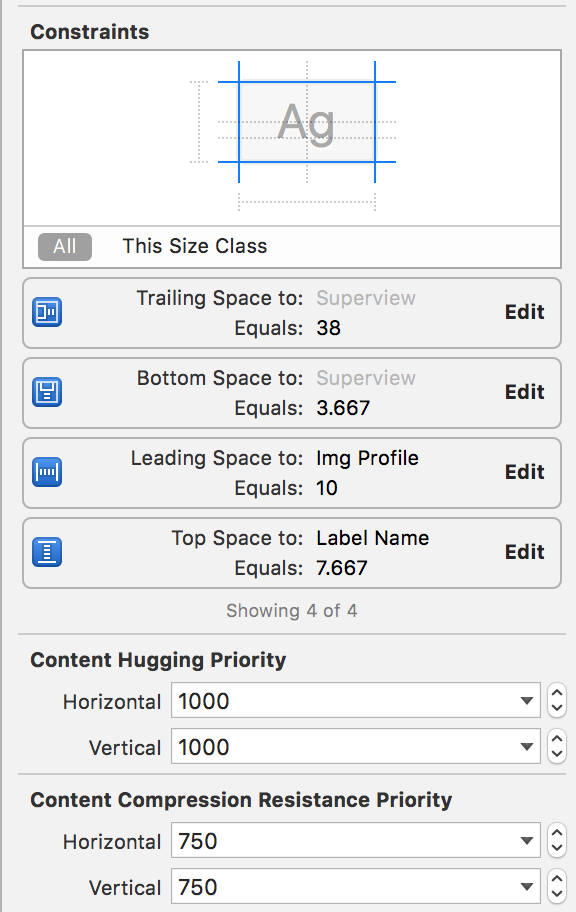 Constraints
Ag
All This Size Class
Trailing Space to: Superview
Equals: 38
Edit
Bottom Space to: Superview
Equals: 3.667
Edit
Leading Space to: Img Profile
Equals: 10
Edit
Top Space to: Label Name
Equals: 7.667
Edit
Showing 4 of 4
Content Hugging Priority
Horizontal 1000
Vertical 1000
Content Compression Resistance Priority
Horizontal 750
Vertical 750